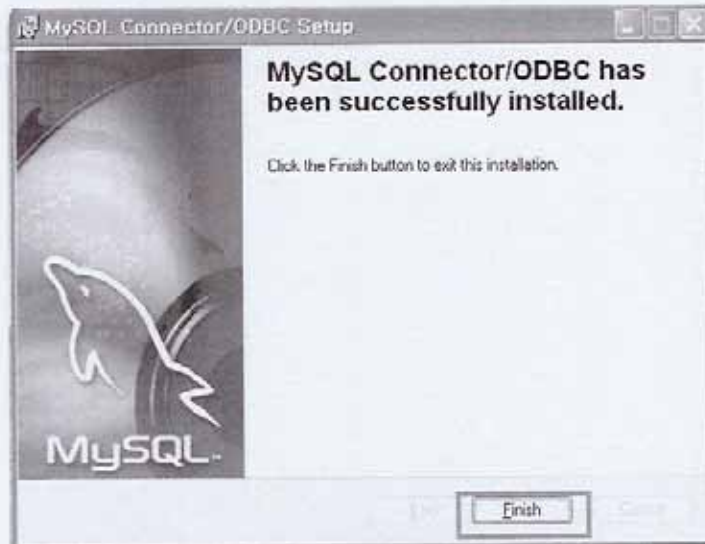 MySQL Connector/ODBC Setup
MySQL Connector/ODBC has
been successfully installed.
Click the Finish button to exit this installation.
MySQL
Finish